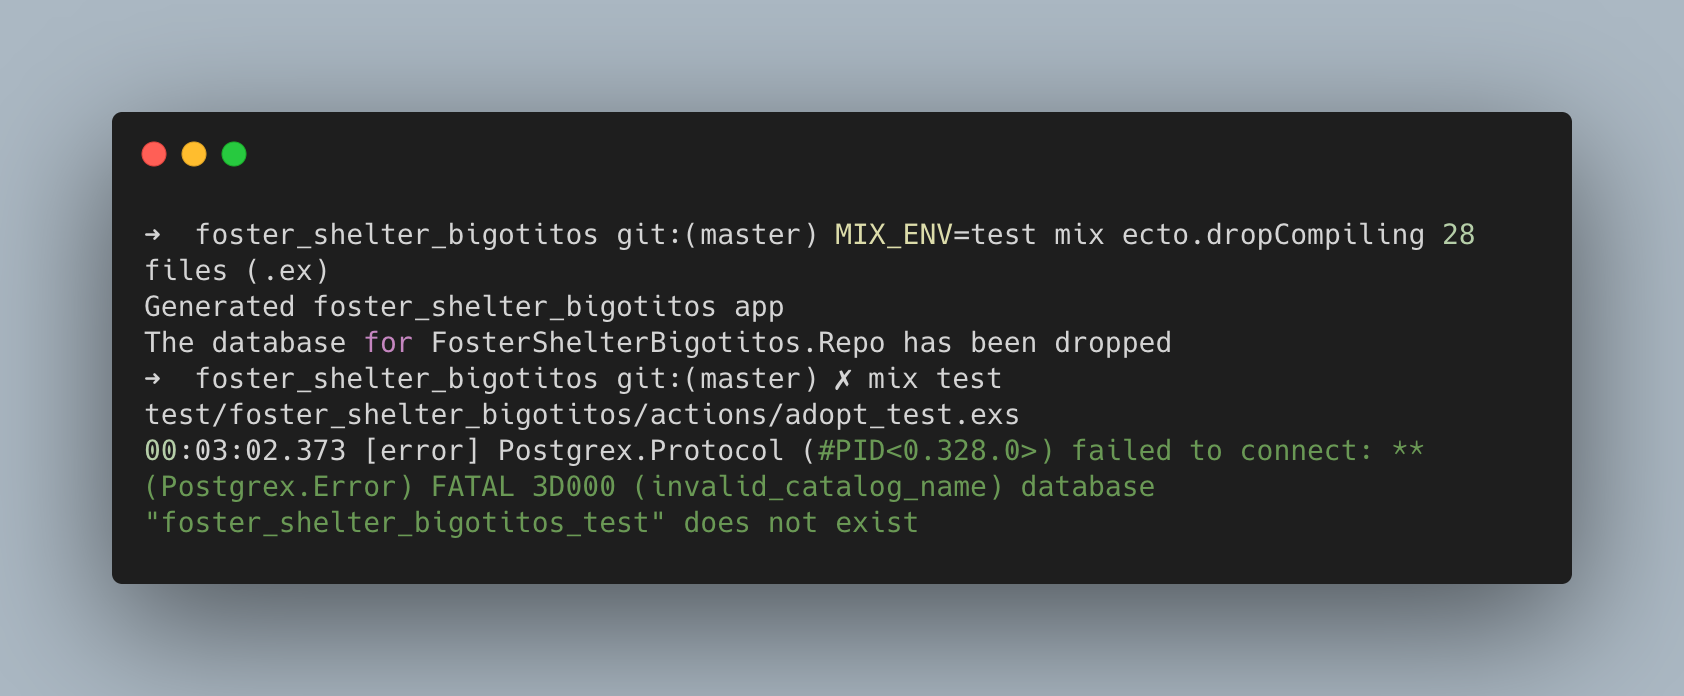 ➜  foster_shelter_bigotitos git:(master) MIX_ENV=test mix ecto.dropCompiling 28
files (.ex)
Generated foster_shelter_bigotitos app
The database for FosterShelterBigotitos.Repo has been dropped
➜  foster_shelter_bigotitos git:(master) ✗ mix test
test/foster_shelter_bigotitos/actions/adopt_test.exs
00:03:02.373 [error] Postgrex.Protocol (#PID<0.328.0>) failed to connect: **
(Postgrex.Error) FATAL 3D000 (invalid_catalog_name) database
"foster_shelter_bigotitos_test" does not exist